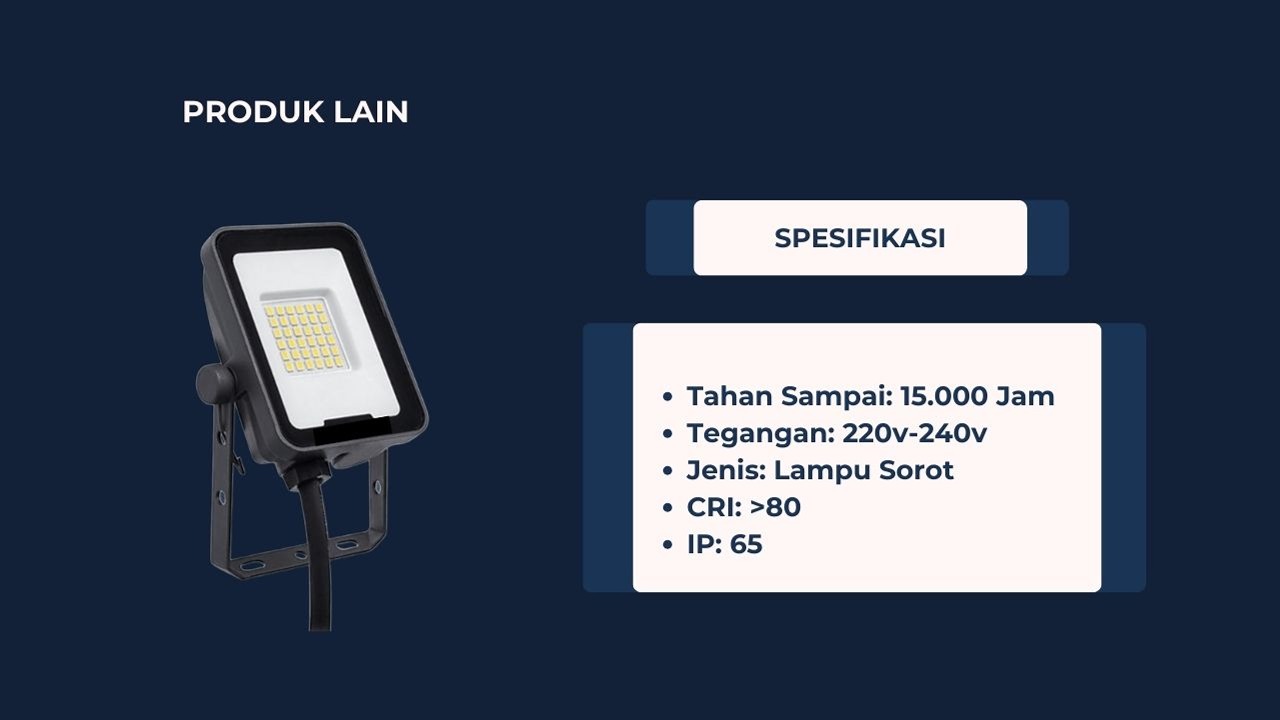 PRODUK LAIN
SPESIFIKASI
• Tahan Sampai: 15.000 Jam
• Tegangan: 220v-240v
• Jenis: Lampu Sorot
• CRI: >80
• IP: 65